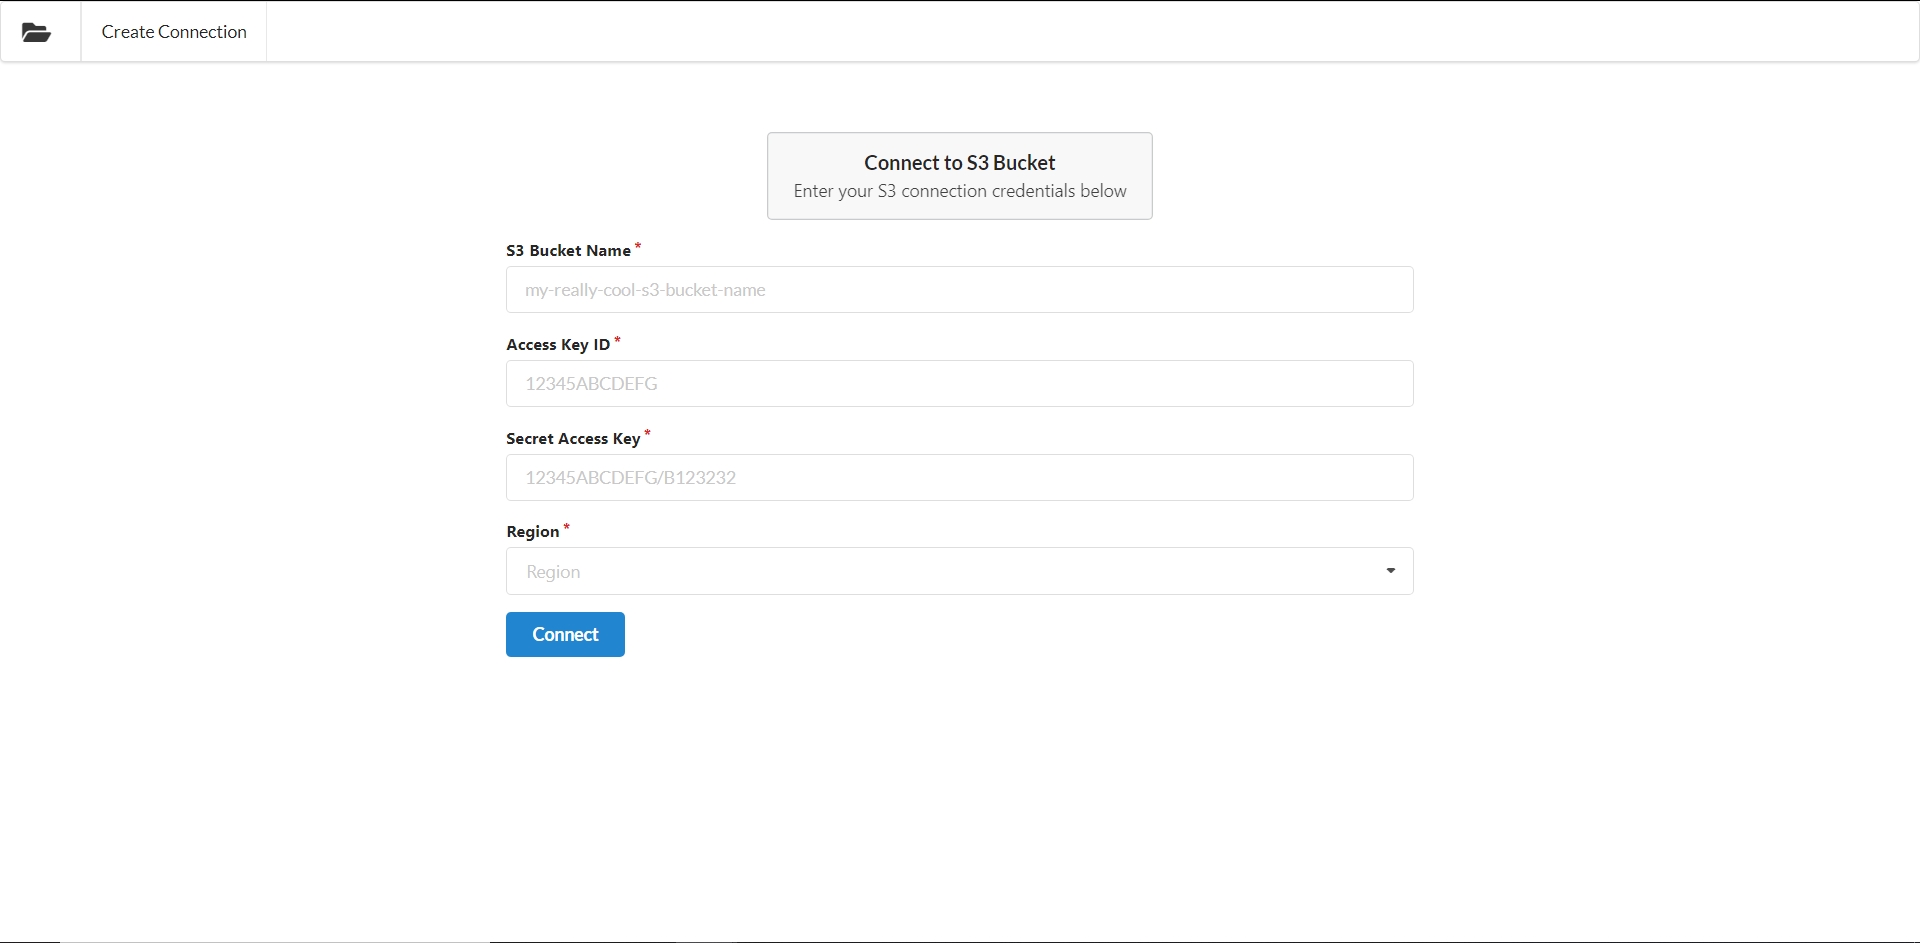 Create Connection
Connect to S3 Bucket
Enter your S3 connection credentials below
S3 Bucket Name *
my-really-cool-s3-bucket-name
Access Key ID *
12345ABCDEFG
Secret Access Key *
12345ABCDEFG/B123232
Region *
Region
Connect